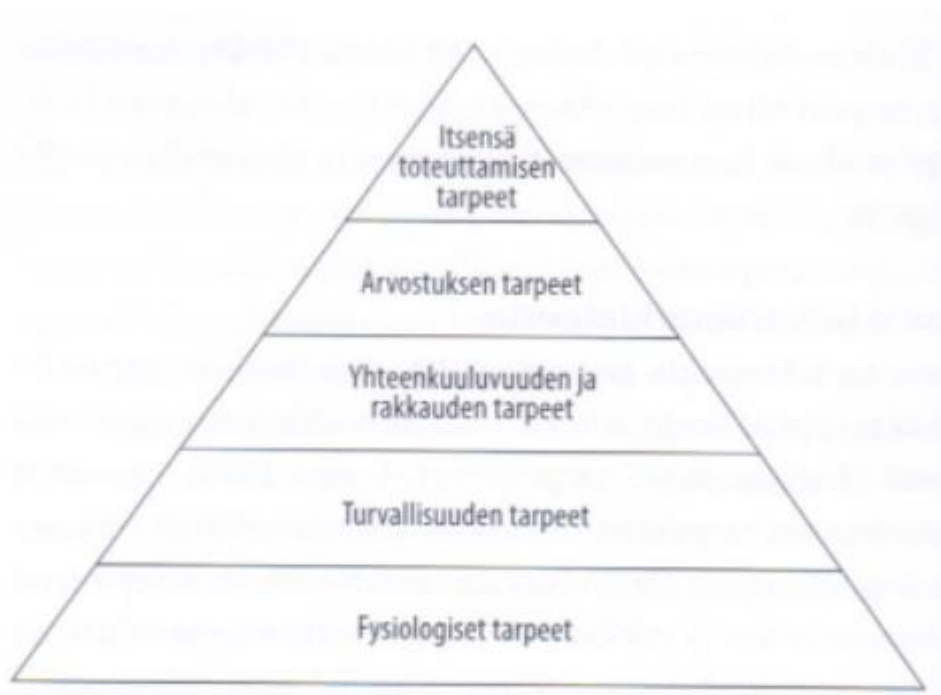 Itsensä
toteuttamisen
tarpeet
Arvostuksen tarpeet
Yhteenkuuluvuuden ja
rakkauden tarpeet
Turvallisuuden tarpeet
Fysiologiset tarpeet